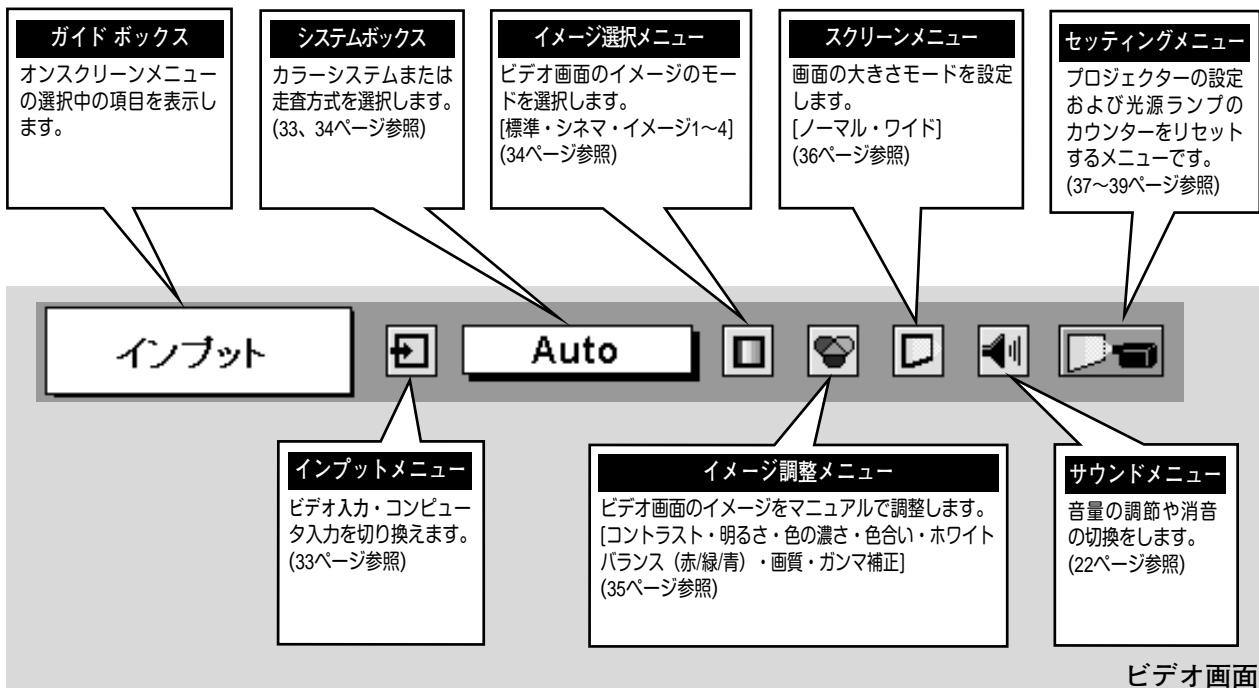 ガイド ボックス
オンスクリーンメニュー
の選択中の項目を表示し
ます。
システムボックス
カラーシステムまたは
走査方式を選択します。
(33、34ページ参照)
イメージ選択メニュー
ビデオ画面のイメージのモー
ドを選択します。
[標準・シネマ・イメージ1〜4]
(34ページ参照)
スクリーンメニュー
画面の大きさモードを設定
します。
[ノーマル・ワイド]
(36ページ参照)
セッティングメニュー
プロジェクターの設定
および光源ランプの
カウンターをリセット
するメニューです。
(37〜39ページ参照)
インプット
Auto
インプットメニュー
ビデオ入力・コンピュー
タ入力を切り換えます。
(33ページ参照)
イメージ調整メニュー
ビデオ画面のイメージをマニュアルで調整します。
[コントラスト・明るさ・色の濃さ・色合い・ホワイト
バランス（赤/緑/青）・画質・ガンマ補正]
(35ページ参照)
サウンドメニュー
音量の調節や消音
の切換をします。
(22ページ参照)
ビデオ画面